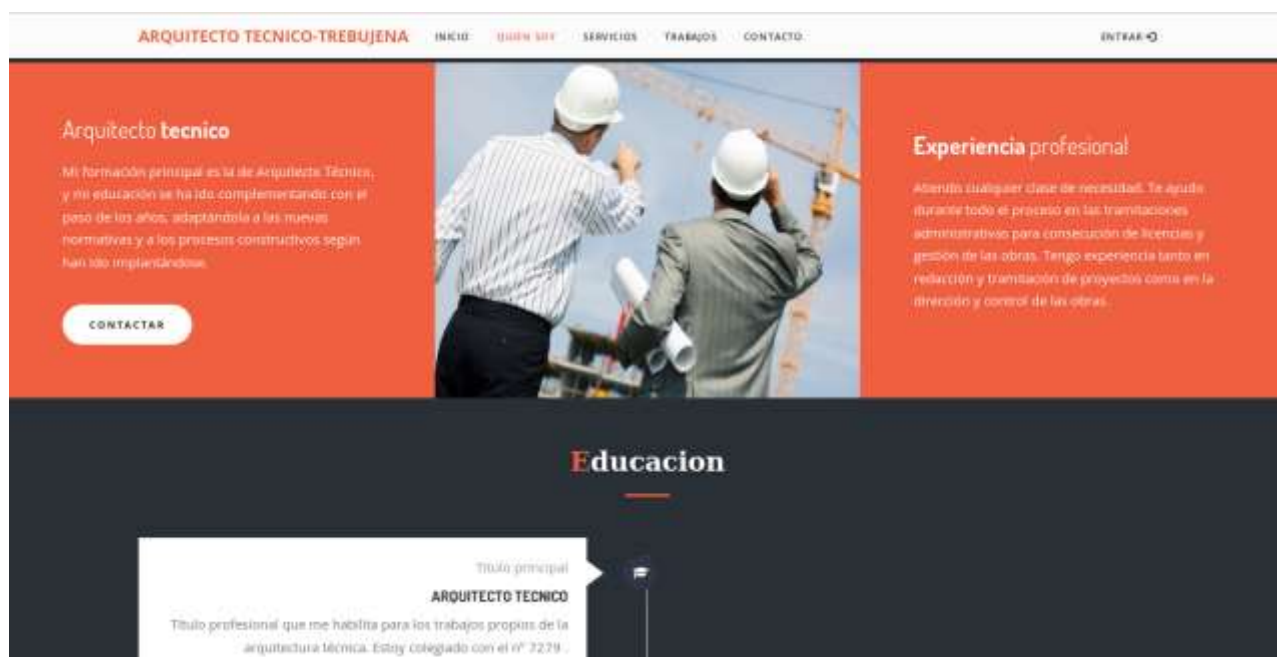 ARQUITECTO TECNICO-TREBUJENA
INICIO QUIEN SOY SERVICIOS TRABAJOS CONTACTO ENTRAR
Arquitecto tecnico
Mi formación principal es la de Arquitecto Técnico,
y mi educación se ha ido complementando con el
paso de los años, adaptándola a las nuevas
normativas y a los procesos constructivos según
han ido implantándose.
CONTACTAR
Experiencia profesional
Atiendo cualquier clase de necesidad. Te ayudo
durante todo el proceso en las tramitaciones
administrativas para consecución de licencias y
gestión de las obras. Tengo experiencia tanto en
redacción y tramitación de proyectos como en la
dirección y control de las obras.
Educacion
Titulo principal
ARQUITECTO TECNICO
Titulo profesional que me habilita para los trabajos propios de la
arquitectura técnica. Estoy colegiado con el nº 7279 .